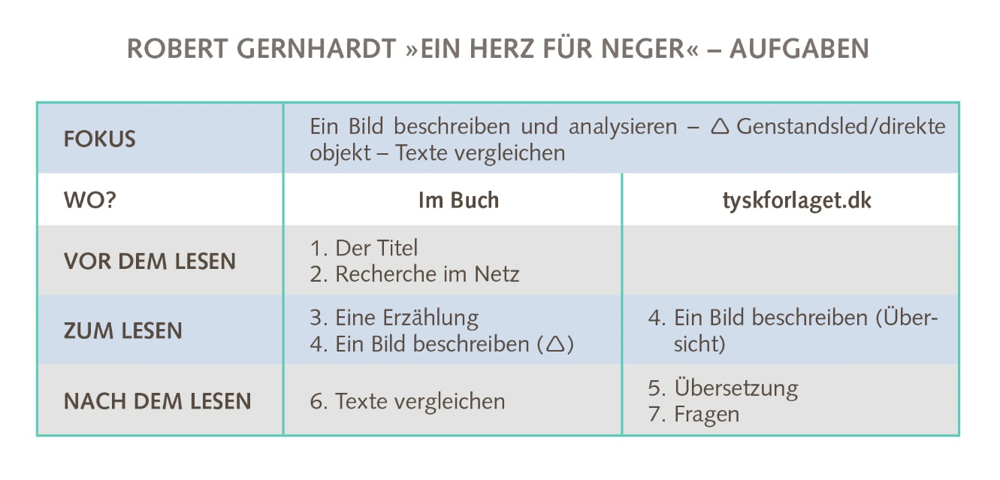 ROBERT GERNHARDT »EIN HERZ FÜR NEGER« – AUFGABEN
FOKUS
Ein Bild beschreiben und analysieren – △ Genstandsled/direkte
objekt – Texte vergleichen
WO?
Im Buch
tyskforlaget.dk
VOR DEM LESEN
1. Der Titel
2. Recherche im Netz
ZUM LESEN
3. Eine Erzählung
4. Ein Bild beschreiben (△)
4. Ein Bild beschreiben (Über-
sicht)
NACH DEM LESEN
6. Texte vergleichen
5. Übersetzung
7. Fragen